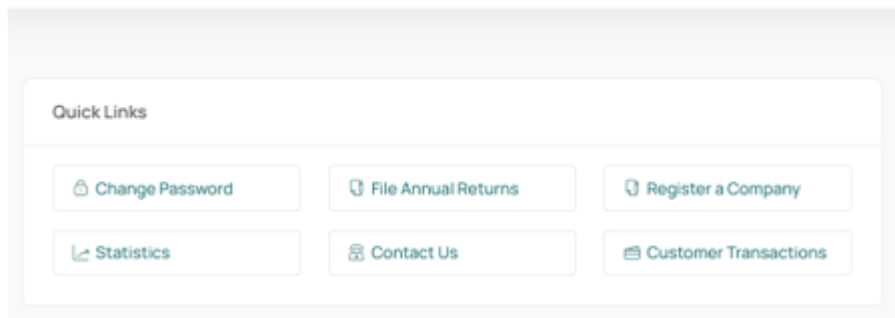 Quick Links
Change Password
File Annual Returns
Register a Company
Statistics
Contact Us
Customer Transactions